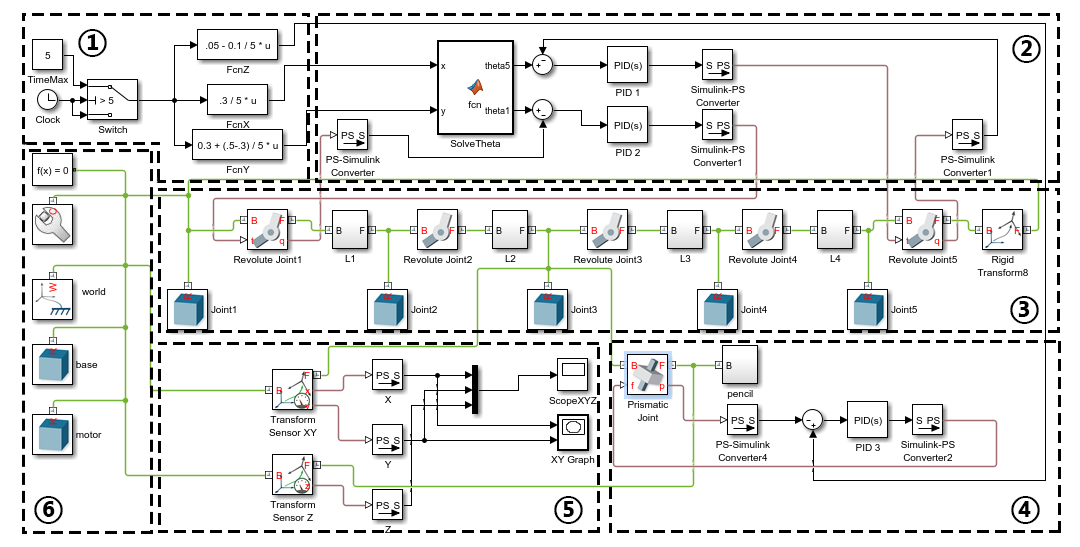 1
5
TimeMax
Clock
> 5
Switch
.05 - 0.1 / 5 * u
FcnZ
.3 / 5 * u
FcnX
0.3 + (.5-.3) / 5 * u
FcnY
2
x
y
fcn
theta5
theta1
SolveTheta
PID(s)
PID 1
PID(s)
PID 2
S PS
Simulink-PS
Converter
S PS
Simulink-PS
Converter1
PS S
PS-Simulink
Converter
PS S
PS-Simulink
Converter1
B F
t q
Revolute Joint1
B F
L1
B F
Revolute Joint2
B F
L2
B F
Revolute Joint3
B F
L3
B F
Revolute Joint4
B F
L4
B F
t q
Revolute Joint5
B F
Rigid
Transform8
Joint1
Joint2
Joint3
Joint4
Joint5
3
B F
f p
Prismatic
Joint
B
pencil
PS S
PS-Simulink
Converter4
PID(s)
PID 3
S PS
Simulink-PS
Converter2
4
B F
x
y
Transform
Sensor XY
PS S
X
PS S
Y
B F
z
Transform
Sensor Z
PS S
Z
ScopeXYZ
XY Graph
5
f(x) = 0
C
W
world
base
motor
6